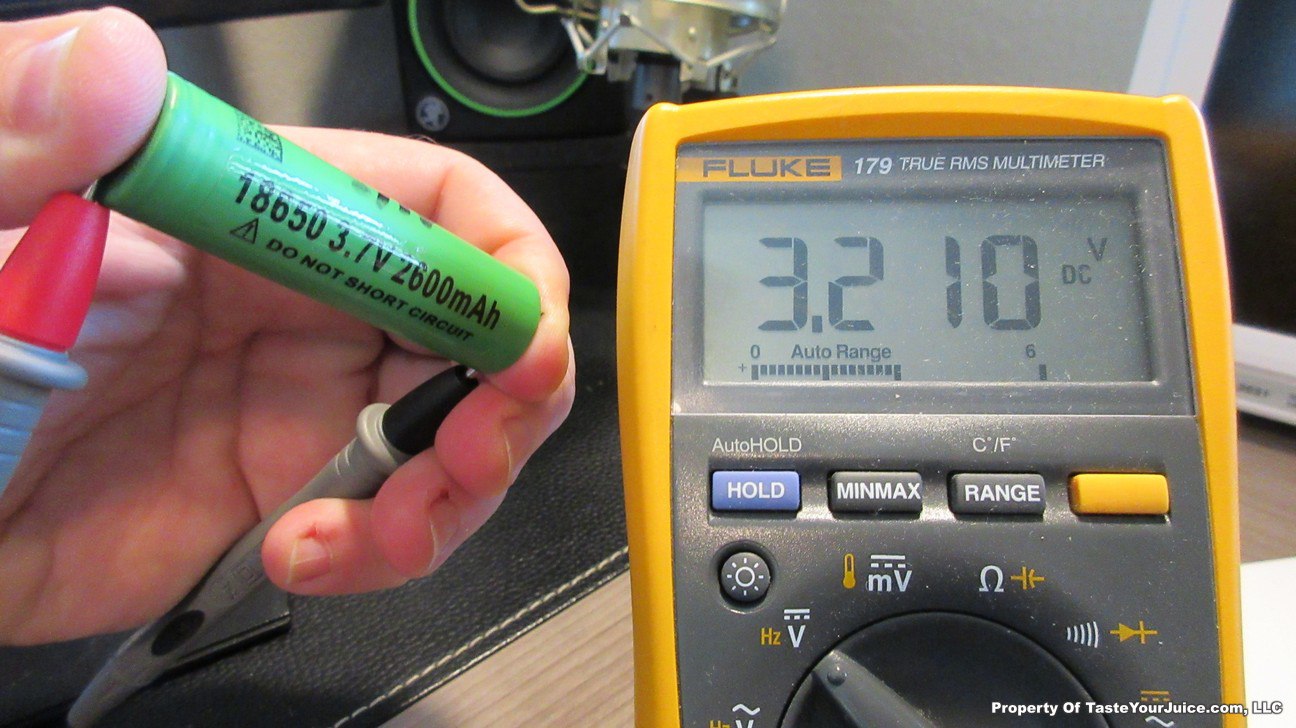 18650 3.7V 2600mAh
DO NOT SHORT CIRCUIT
FLUKE 179 TRUE RMS MULTIMETER
3.210 V
DC
0 Auto Range 6
+
AutoHOLD C°/F°
HOLD MINMAX RANGE
mV Ω
Hz V
Hz V
Property Of TasteYourJuice.com, LLC